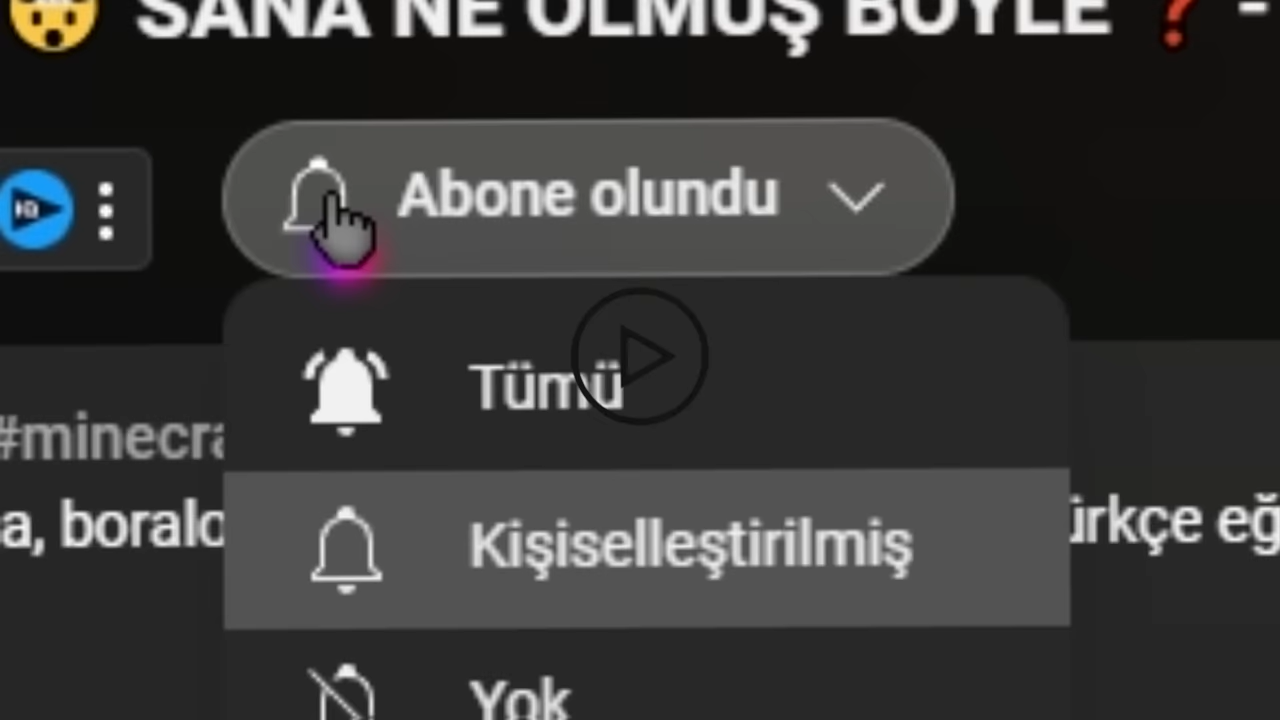 SANA NE OLMUŞ BÖYLE ❓ -
Abone olundu
Tümü
#minecra
Kişiselleştirilmiş
a, boralo
ürkçe eğ
Yok